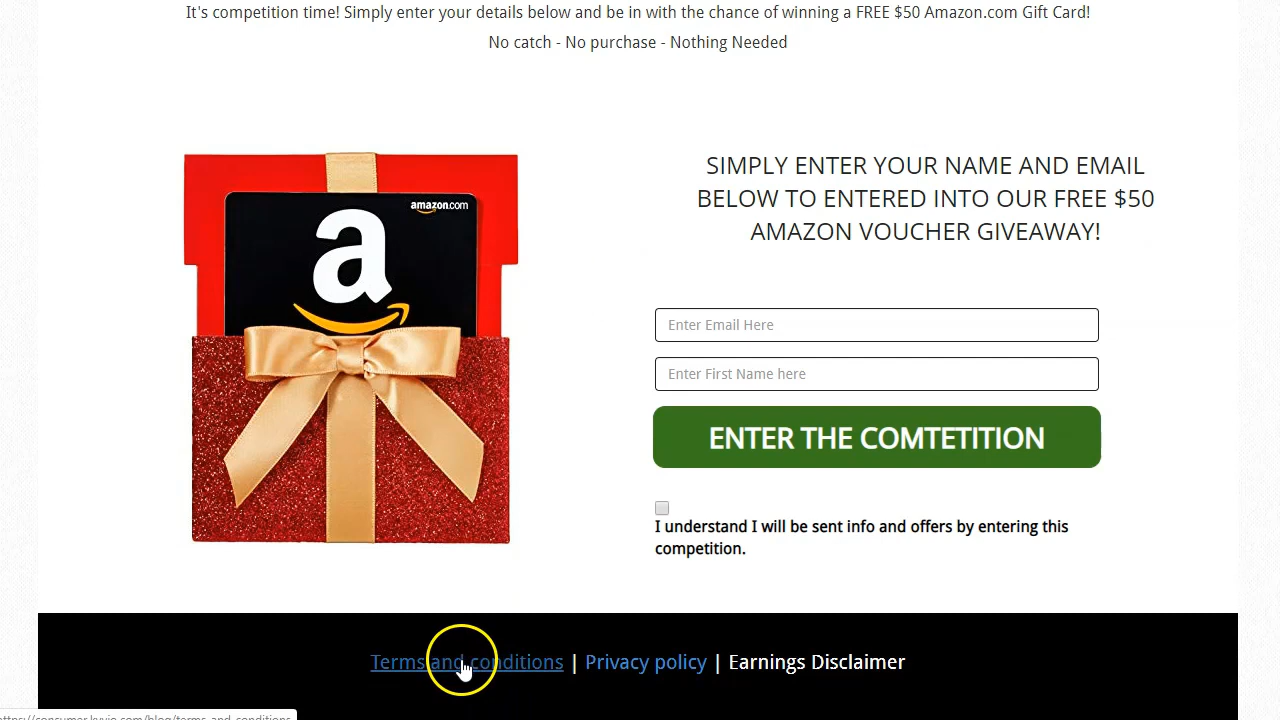 It's competition time! Simply enter your details below and be in with the chance of winning a FREE $50 Amazon.com Gift Card!
No catch - No purchase - Nothing Needed
amazon.com
a
SIMPLY ENTER YOUR NAME AND EMAIL
BELOW TO ENTERED INTO OUR FREE $50
AMAZON VOUCHER GIVEAWAY!
Enter Email Here
Enter First Name here
ENTER THE COMTETITION
I understand I will be sent info and offers by entering this
competition.
Terms and conditions | Privacy policy | Earnings Disclaimer